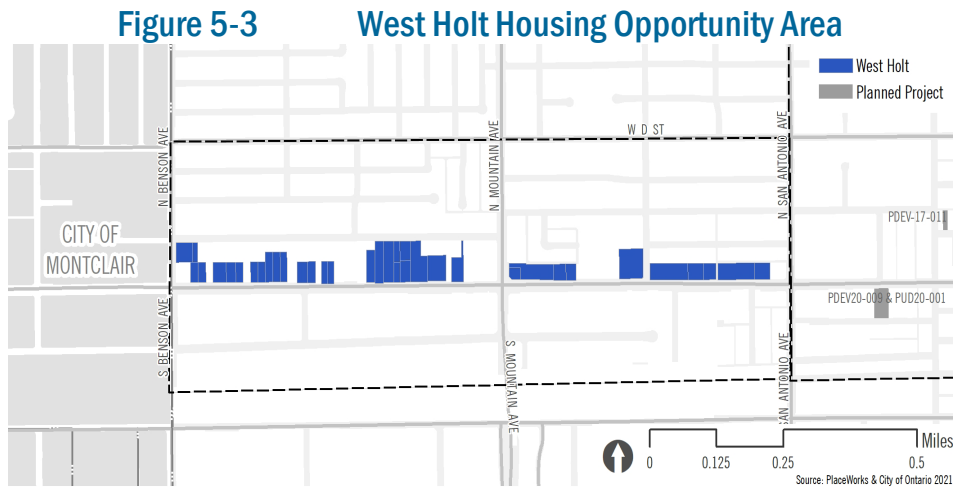 Figure 5-3 West Holt Housing Opportunity Area
West Holt
Planned Project
W D ST
N BENSON AVE
N MOUNTAIN AVE
N SAN ANTONIO AVE
PDEV-17-011
CITY OF
MONTCLAIR
PDEV20-009 & PUD20-001
S BENSON AVE
S MOUNTAIN AVE
SAN ANTONIO AVE
Miles
0 0.125 0.25 0.5
Source: PlaceWorks & City of Ontario 2021